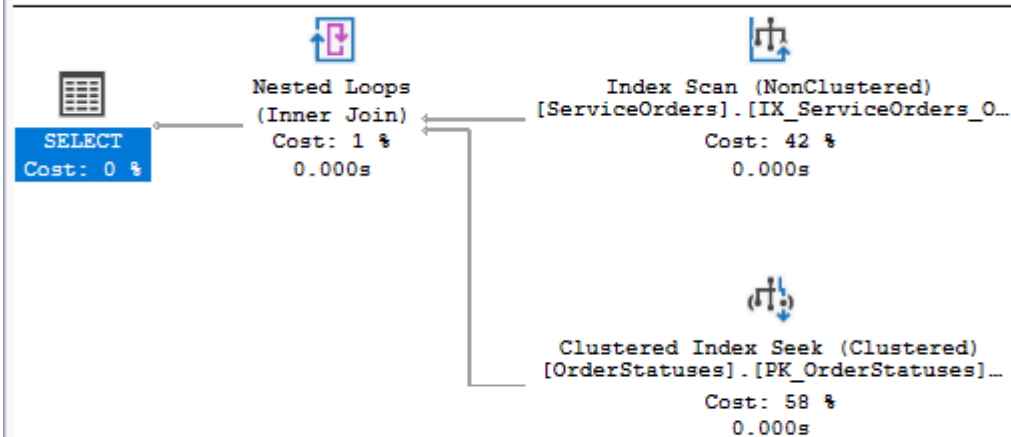 SELECT
Cost: 0 %
Nested Loops
(Inner Join)
Cost: 1 %
0.000s
Index Scan (NonClustered)
[ServiceOrders].[IX_ServiceOrders_O…
Cost: 42 %
0.000s
Clustered Index Seek (Clustered)
[OrderStatuses].[PK_OrderStatuses]…
Cost: 58 %
0.000s